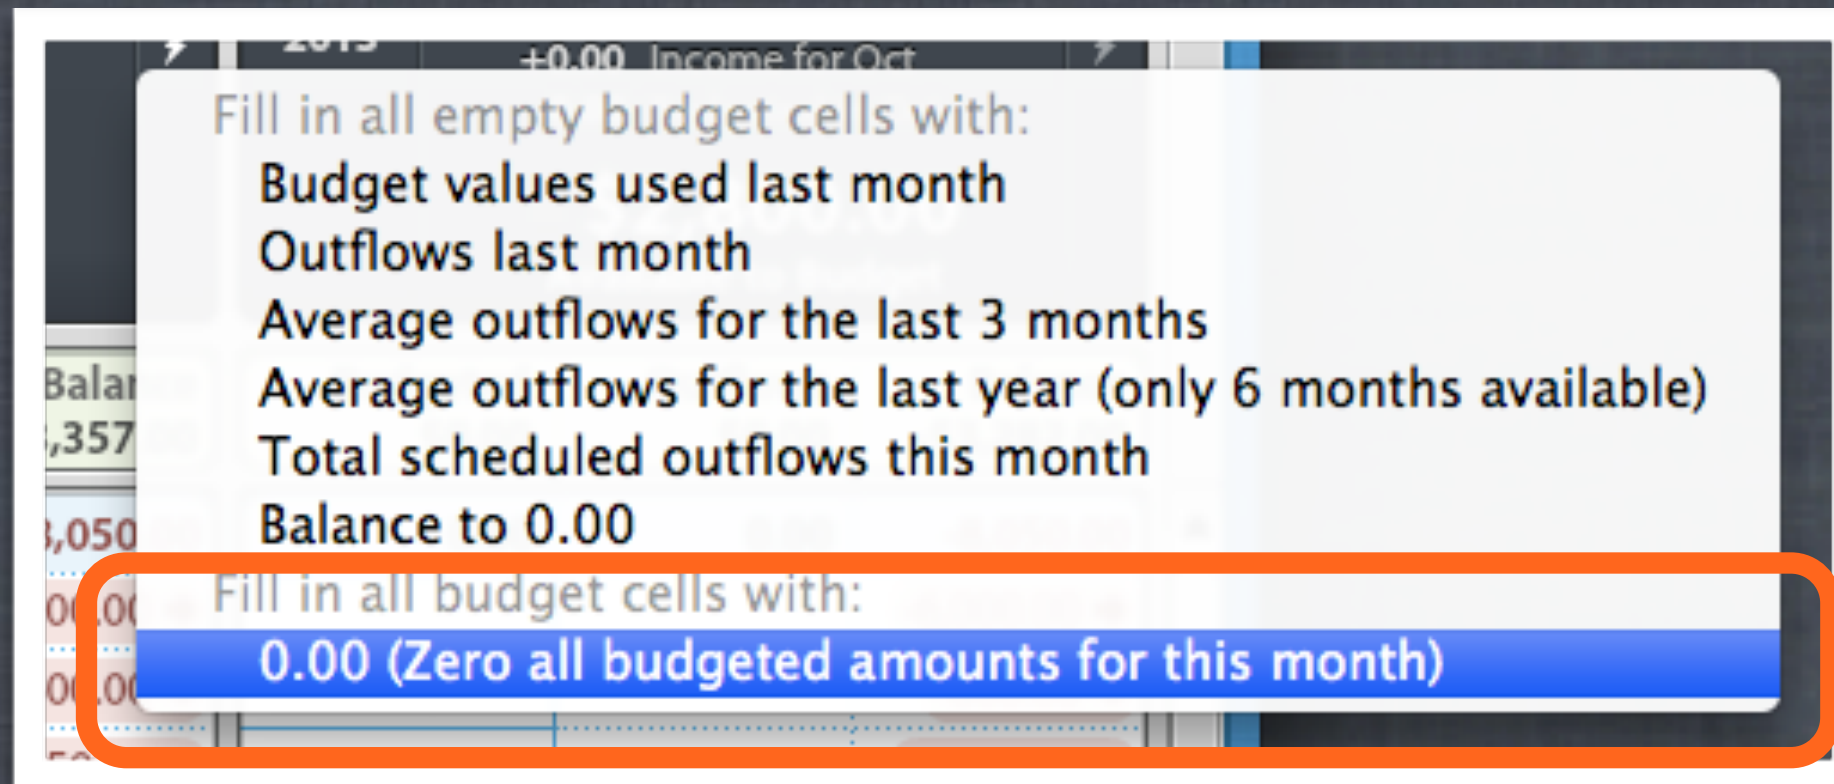 2013
+0.00 Income for Oct
Fill in all empty budget cells with:
Budget values used last month
Outflows last month
Average outflows for the last 3 months
Average outflows for the last year (only 6 months available)
Total scheduled outflows this month
Balance to 0.00
Fill in all budget cells with:
0.00 (Zero all budgeted amounts for this month)